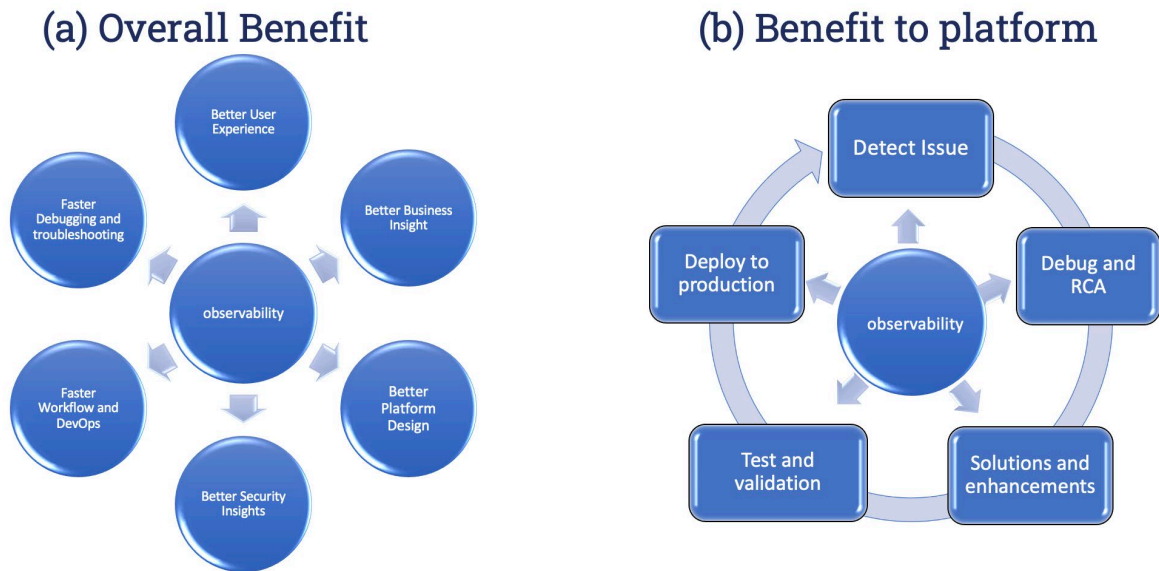 (a) Overall Benefit
Better User
Experience
Better Business
Insight
Better
Platform
Design
Better Security
Insights
Faster
Workflow and
DevOps
Faster
Debugging and
troubleshooting
observability
(b) Benefit to platform
Detect Issue
Debug and
RCA
Solutions and
enhancements
Test and
validation
Deploy to
production
observability